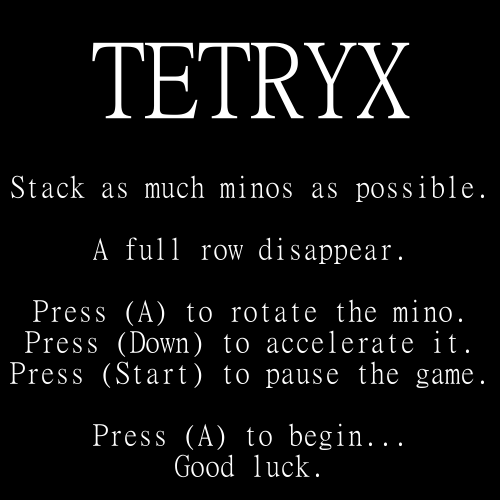 TETRYX
Stack as much minos as possible.
A full row disappear.
Press (A) to rotate the mino.
Press (Down) to accelerate it.
Press (Start) to pause the game.
Press (A) to begin...
Good luck.